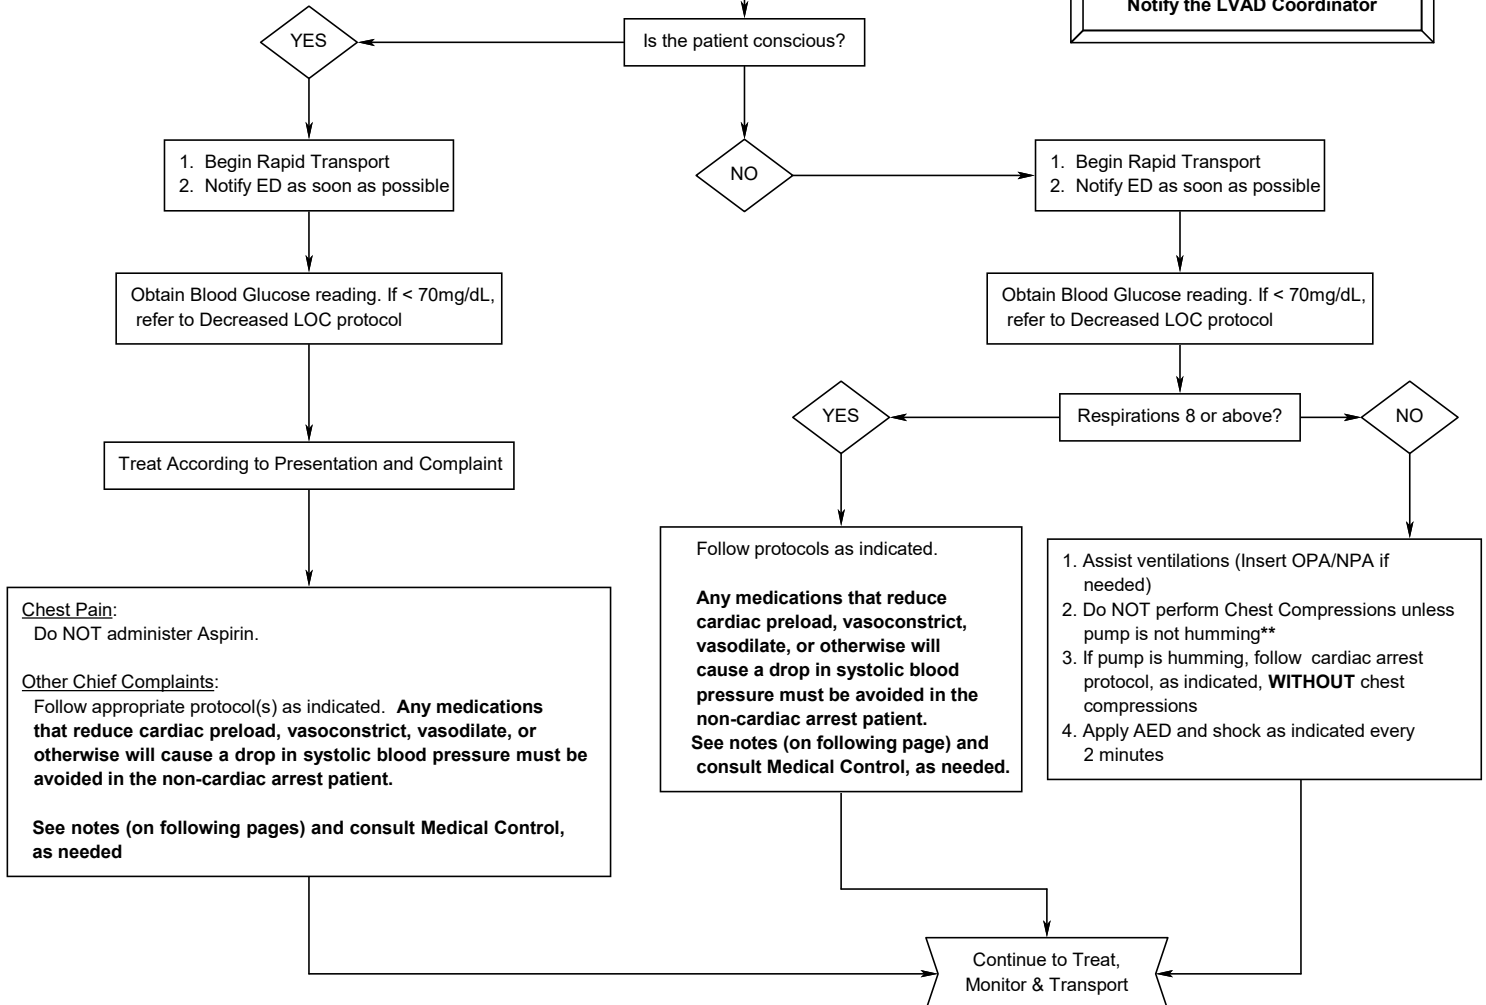 Notify the LVAD Coordinator
YES
Is the patient conscious?
1. Begin Rapid Transport
2. Notify ED as soon as possible
NO
1. Begin Rapid Transport
2. Notify ED as soon as possible
Obtain Blood Glucose reading. If < 70mg/dL,
refer to Decreased LOC protocol
Obtain Blood Glucose reading. If < 70mg/dL,
refer to Decreased LOC protocol
YES
Respirations 8 or above?
NO
Treat According to Presentation and Complaint
Chest Pain:
Do NOT administer Aspirin.
Other Chief Complaints:
Follow appropriate protocol(s) as indicated. Any medications
that reduce cardiac preload, vasoconstrict, vasodilate, or
otherwise will cause a drop in systolic blood pressure must be
avoided in the non-cardiac arrest patient.
See notes (on following pages) and consult Medical Control,
as needed
Follow protocols as indicated.
Any medications that reduce
cardiac preload, vasoconstrict,
vasodilate, or otherwise will
cause a drop in systolic blood
pressure must be avoided in the
non-cardiac arrest patient.
See notes (on following page) and
consult Medical Control, as needed.
1. Assist ventilations (Insert OPA/NPA if
needed)
2. Do NOT perform Chest Compressions unless
pump is not humming**
3. If pump is humming, follow cardiac arrest
protocol, as indicated, WITHOUT chest
compressions
4. Apply AED and shock as indicated every
2 minutes
Continue to Treat,
Monitor & Transport